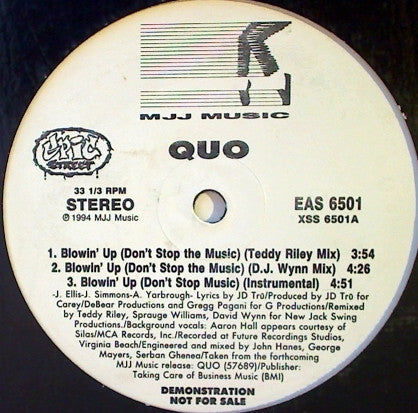 MJJ MUSIC
EPIC
STREET
QUO
33 1/3 RPM
STEREO
℗ 1994 MJJ Music
EAS 6501
XSS 6501A
1. Blowin' Up (Don't Stop the Music) (Teddy Riley Mix) 3:54
2. Blowin' Up (Don't Stop the Music) (D.J. Wynn Mix) 4:26
3. Blowin' Up (Don't Stop the Music) (Instrumental) 4:51
-J. Ellis-J. Simmons-A. Yarbrough- Lyrics by JD Trü/Produced by JD Trü for
Carey/DeBar Productions and Gregg Pagani for G Productions/Remixed
by Teddy Riley, Sprauge Williams, David Wynn for New Jack Swing
Productions./Background vocals: Aaron Hall appears courtesy of
Silas/MCA Records, Inc./Recorded at Future Recordings Studios,
Virginia Beach/Engineered and mixed by John Hanes, George
Mayers, Serban Ghenea/Taken from the forthcoming
MJJ Music release: QUO (57689)/Publisher:
Taking Care of Business Music (BMI)
DEMONSTRATION
NOT FOR SALE